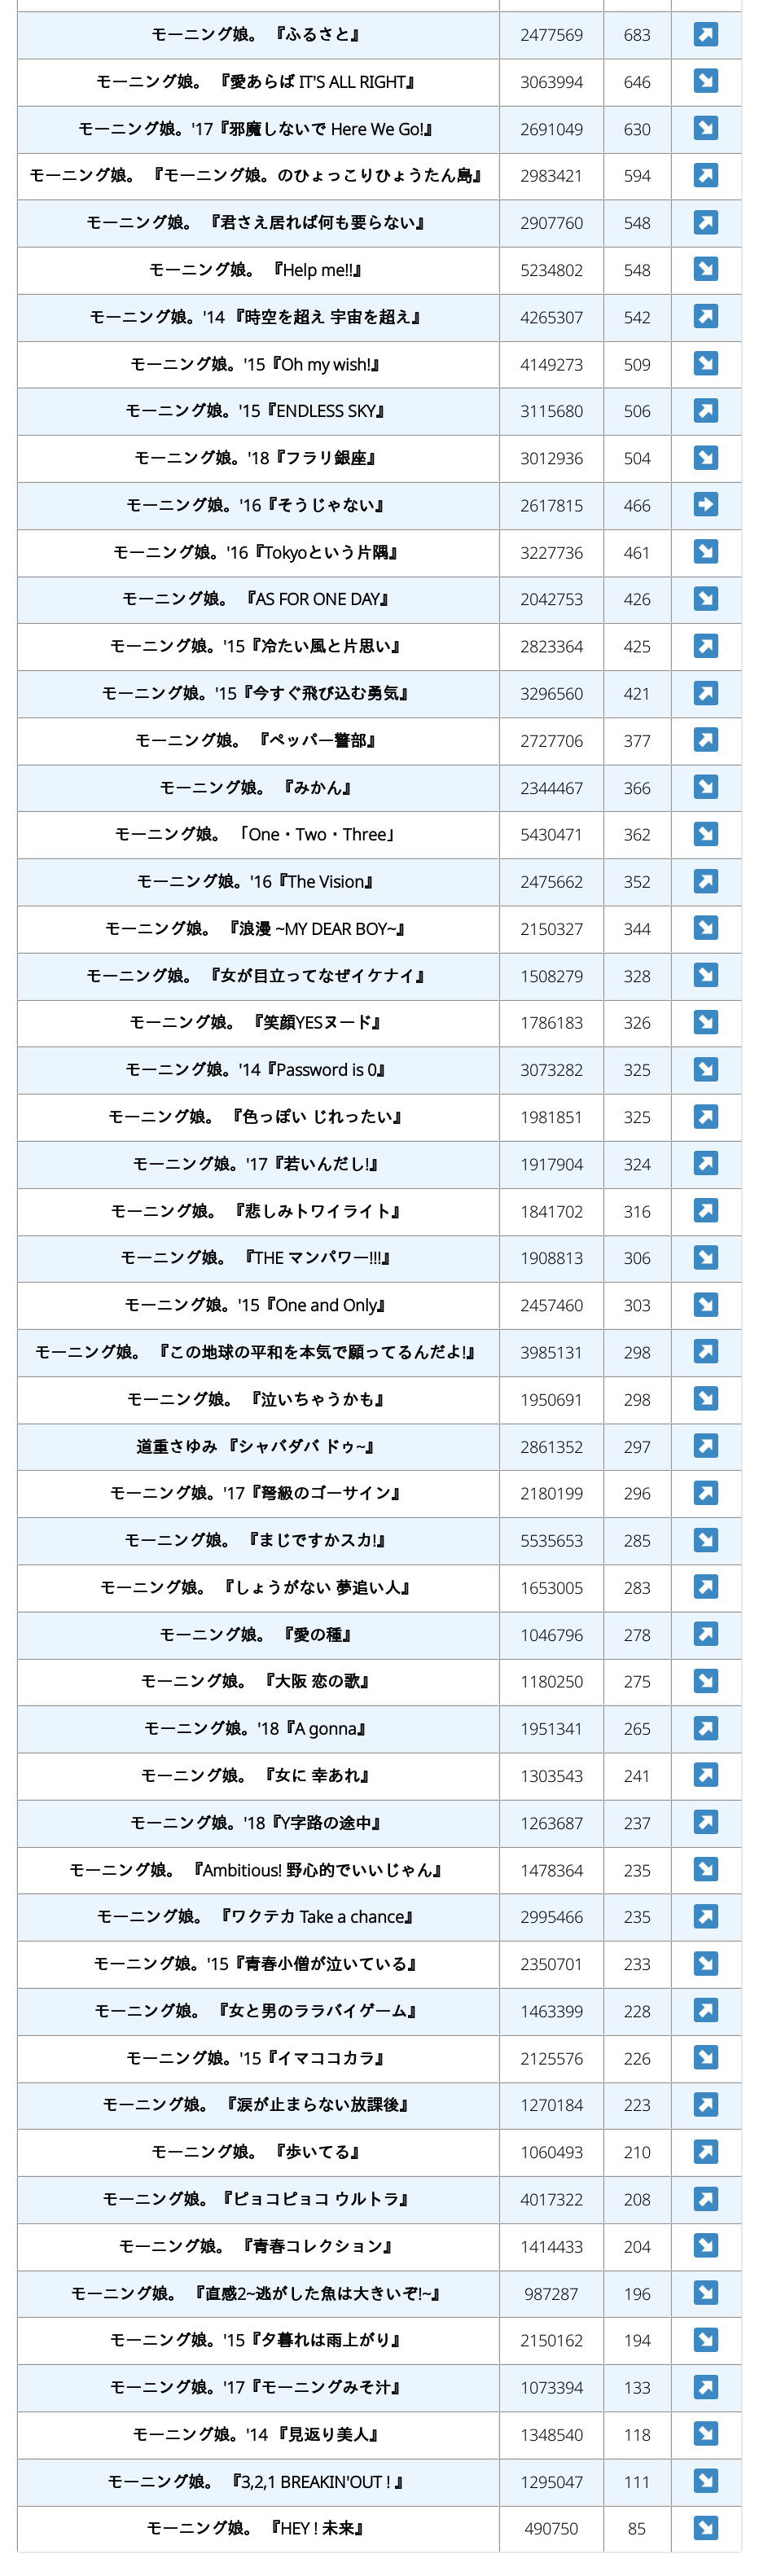 モーニング娘。 『ふるさと』 2477569 683 ↗
モーニング娘。 『愛あらば IT'S ALL RIGHT』 3063994 646 ↘
モーニング娘。'17『邪魔しないで Here We Go!』 2691049 630 ↘
モーニング娘。 『モーニング娘。のひょっこりひょうたん島』 2983421 594 ↗
モーニング娘。 『君さえ居れば何も要らない』 2907760 548 ↗
モーニング娘。 『Help me!!』 5234802 548 ↘
モーニング娘。'14 『時空を超え 宇宙を超え』 4265307 542 ↗
モーニング娘。'15『Oh my wish!』 4149273 509 ↘
モーニング娘。'15『ENDLESS SKY』 3115680 506 ↗
モーニング娘。'18『フラリ銀座』 3012936 504 ↘
モーニング娘。'16『そうじゃない』 2617815 466 ➡
モーニング娘。'16『Tokyoという片隅』 3227736 461 ↘
モーニング娘。 『AS FOR ONE DAY』 2042753 426 ↘
モーニング娘。'15『冷たい風と片思い』 2823364 425 ↗
モーニング娘。'15『今すぐ飛び込む勇気』 3296560 421 ↗
モーニング娘。 『ペッパー警部』 2727706 377 ↗
モーニング娘。 『みかん』 2344467 366 ↘
モーニング娘。 「One・Two・Three」 5430471 362 ↘
モーニング娘。'16『The Vision』 2475662 352 ↗
モーニング娘。 『浪漫 ~MY DEAR BOY~』 2150327 344 ↘
モーニング娘。 『女が目立ってなぜイケナイ』 1508279 328 ↘
モーニング娘。 『笑顔YESヌード』 1786183 326 ↘
モーニング娘。'14『Password is 0』 3073282 325 ↘
モーニング娘。 『色っぽい じれったい』 1981851 325 ↗
モーニング娘。'17『若いんだし!』 1917904 324 ↗
モーニング娘。 『悲しみトワイライト』 1841702 316 ↗
モーニング娘。 『THE マンパワー!!!』 1908813 306 ↘
モーニング娘。'15『One and Only』 2457460 303 ↘
モーニング娘。 『この地球の平和を本気で願ってるんだよ!』 3985131 298 ↗
モーニング娘。 『泣いちゃうかも』 1950691 298 ↘
道重さゆみ 『シャバダバ ドゥ~』 2861352 297 ↗
モーニング娘。'17『弩級のゴーサイン』 2180199 296 ↗
モーニング娘。 『まじですかスカ!』 5535653 285 ↘
モーニング娘。 『しょうがない 夢追い人』 1653005 283 ↗
モーニング娘。 『愛の種』 1046796 278 ↗
モーニング娘。 『大阪 恋の歌』 1180250 275 ↘
モーニング娘。'18『A gonna』 1951341 265 ↗
モーニング娘。 『女に 幸あれ』 1303543 241 ↗
モーニング娘。'18『Y字路の途中』 1263687 237 ↗
モーニング娘。 『Ambitious! 野心的でいいじゃん』 1478364 235 ↘
モーニング娘。 『ワクテカ Take a chance』 2995466 235 ↗
モーニング娘。'15『青春小僧が泣いている』 2350701 233 ↘
モーニング娘。 『女と男のララバイゲーム』 1463399 228 ↗
モーニング娘。'15『イマココカラ』 2125576 226 ↘
モーニング娘。 『涙が止まらない放課後』 1270184 223 ↗
モーニング娘。 『歩いてる』 1060493 210 ↗
モーニング娘。『ピョコピョコ ウルトラ』 4017322 208 ↗
モーニング娘。 『青春コレクション』 1414433 204 ↘
モーニング娘。 『直感2~逃がした魚は大きいぞ!~』 987287 196 ↘
モーニング娘。'15『夕暮れは雨上がり』 2150162 194 ↘
モーニング娘。'17『モーニングみそ汁』 1073394 133 ↗
モーニング娘。'14 『見返り美人』 1348540 118 ↘
モーニング娘。 『3,2,1 BREAKIN'OUT ! 』 1295047 111 ↘
モーニング娘。 『HEY ! 未来』 490750 85 ↘